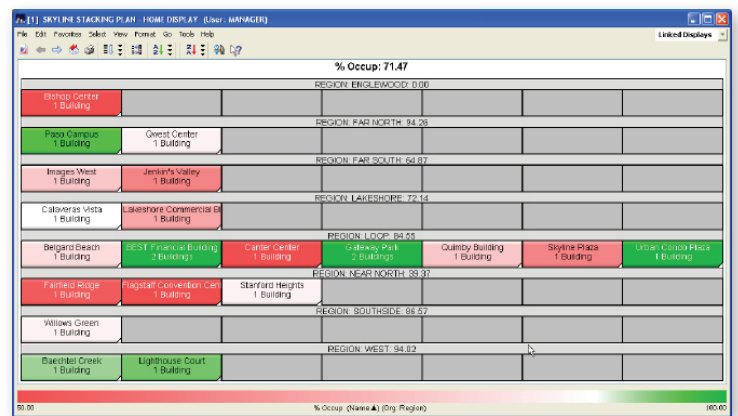 [1] SKYLINE STACKING PLAN - HOME DISPLAY (User: MANAGER)
File Edit Favorites Select View Format Go Tools Help
Linked Displays
% Occup: 71.47
REGION: ENGLEWOOD: 0.00
Bishop Center
1 Building
REGION: FAR NORTH: 94.26
Paso Campus Qwest Center
1 Building 1 Building
REGION: FAR SOUTH: 64.87
Images West Jenkin's Valley
1 Building 1 Building
REGION: LAKESHORE: 72.14
Calaveras Vista Lakeshore Commercial Bl
1 Building 1 Building
REGION: LOOP: 84.55
Belgard Beach BEST Financial Building Canter Center Gateway Park Quimby Building Skyline Plaza Urban Condo Plaza
1 Building 2 Buildings 1 Building 2 Buildings 1 Building 1 Building 1 Building
REGION: NEAR NORTH: 39.37
Fairfield Ridge Flagstaff Convention Cent Stanford Heights
1 Building 1 Building 1 Building
REGION: SOUTHSIDE: 86.57
Willows Green
1 Building
REGION: WEST: 94.02
Baechtel Creek Lighthouse Court
1 Building 1 Building
50.00 % Occup (Name▲) (Org: Region) 100.00